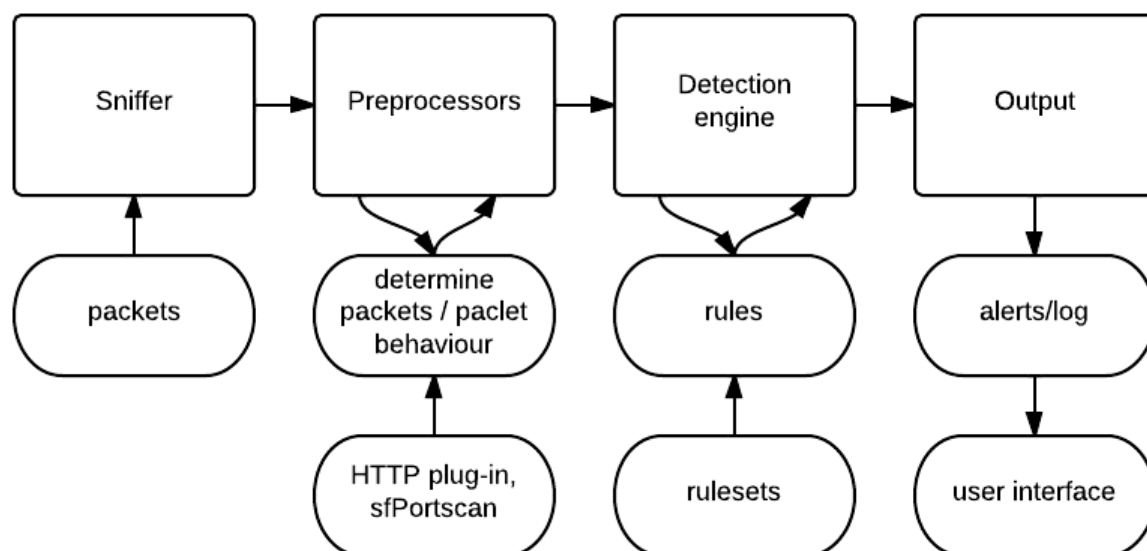 Sniffer
Preprocessors
Detection
engine
Output
packets
determine
packets / paclet
behaviour
rules
alerts/log
HTTP plug-in,
sfPortscan
rulesets
user interface